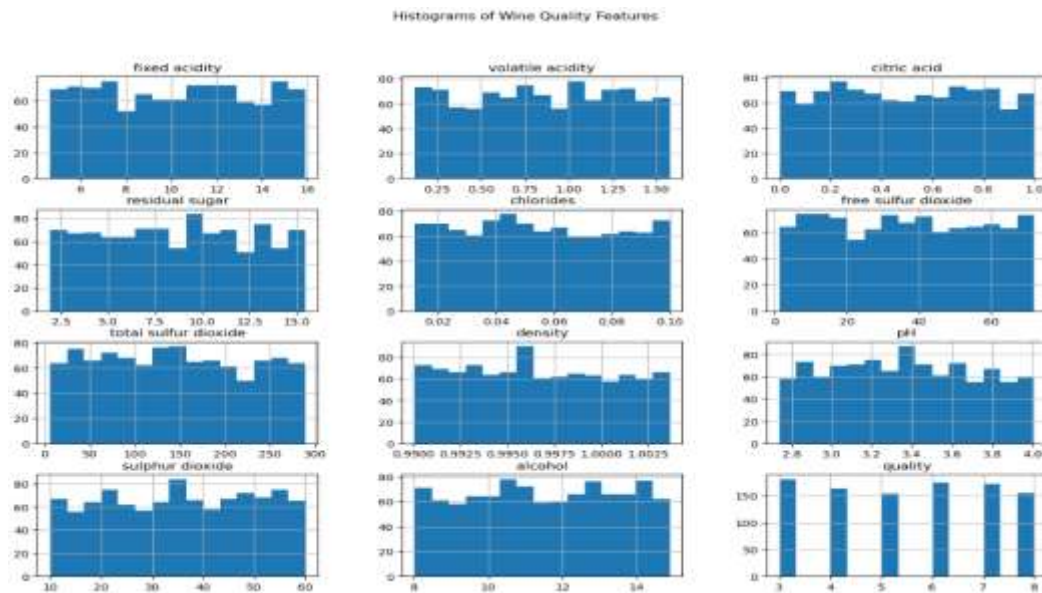 Histograms of Wine Quality Features
fixed acidity
volatile acidity
citric acid
60
40
20
0
6 8 10 12 14 16
60
40
20
0
0.25 0.50 0.75 1.00 1.25 1.50
80
60
40
20
0
0.0 0.2 0.4 0.6 0.8 1.0
residual sugar
chlorides
free sulfur dioxide
80
60
40
20
0
2.5 5.0 7.5 10.0 12.5 15.0
80
60
40
20
0
0.02 0.04 0.06 0.08 0.10
60
40
20
0
0 20 40 60
total sulfur dioxide
density
pH
80
60
40
20
0
0 50 100 150 200 250 300
80
60
40
20
0
0.9900 0.9925 0.9950 0.9975 1.0000 1.0025
80
60
40
20
0
2.8 3.0 3.2 3.4 3.6 3.8 4.0
sulphur dioxide
alcohol
quality
80
60
40
20
0
10 20 30 40 50 60
80
60
40
20
0
8 10 12 14
150
100
50
0
3 4 5 6 7 8